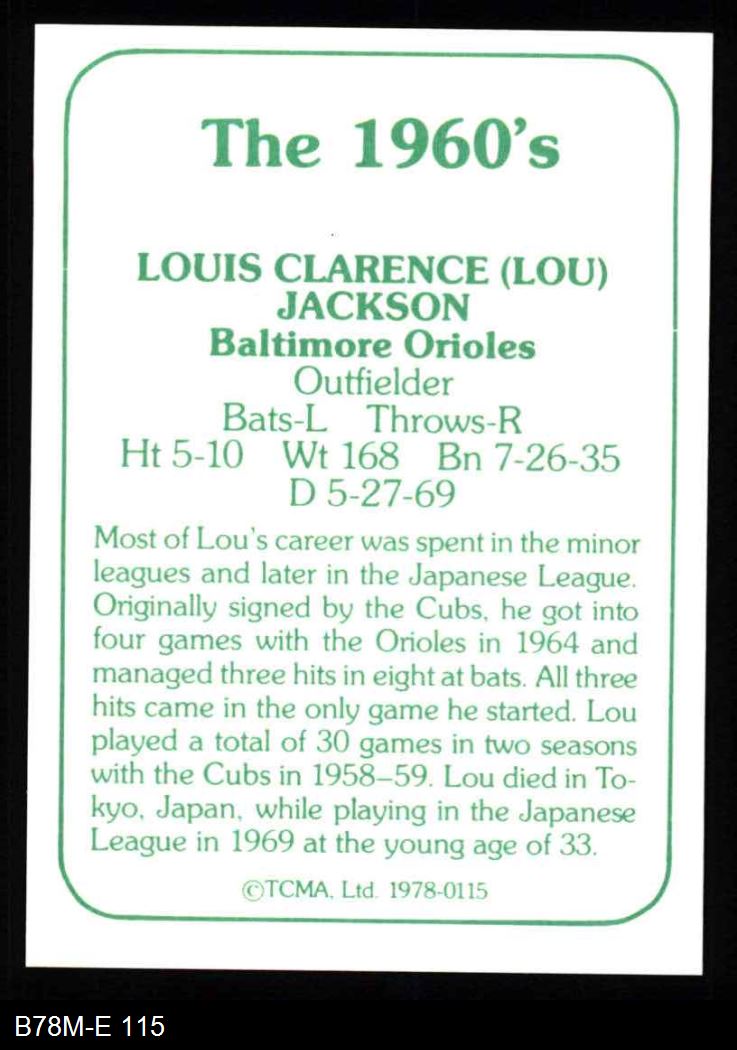 The 1960's
LOUIS CLARENCE (LOU)
JACKSON
Baltimore Orioles
Outfielder
Bats-L Throws-R
Ht 5-10 Wt 168 Bn 7-26-35
D 5-27-69
Most of Lou's career was spent in the minor
leagues and later in the Japanese League.
Originally signed by the Cubs, he got into
four games with the Orioles in 1964 and
managed three hits in eight at bats. All three
hits came in the only game he started. Lou
played a total of 30 games in two seasons
with the Cubs in 1958–59. Lou died in To-
kyo, Japan, while playing in the Japanese
League in 1969 at the young age of 33.
©TCMA, Ltd. 1978-0115
B78M-E 115